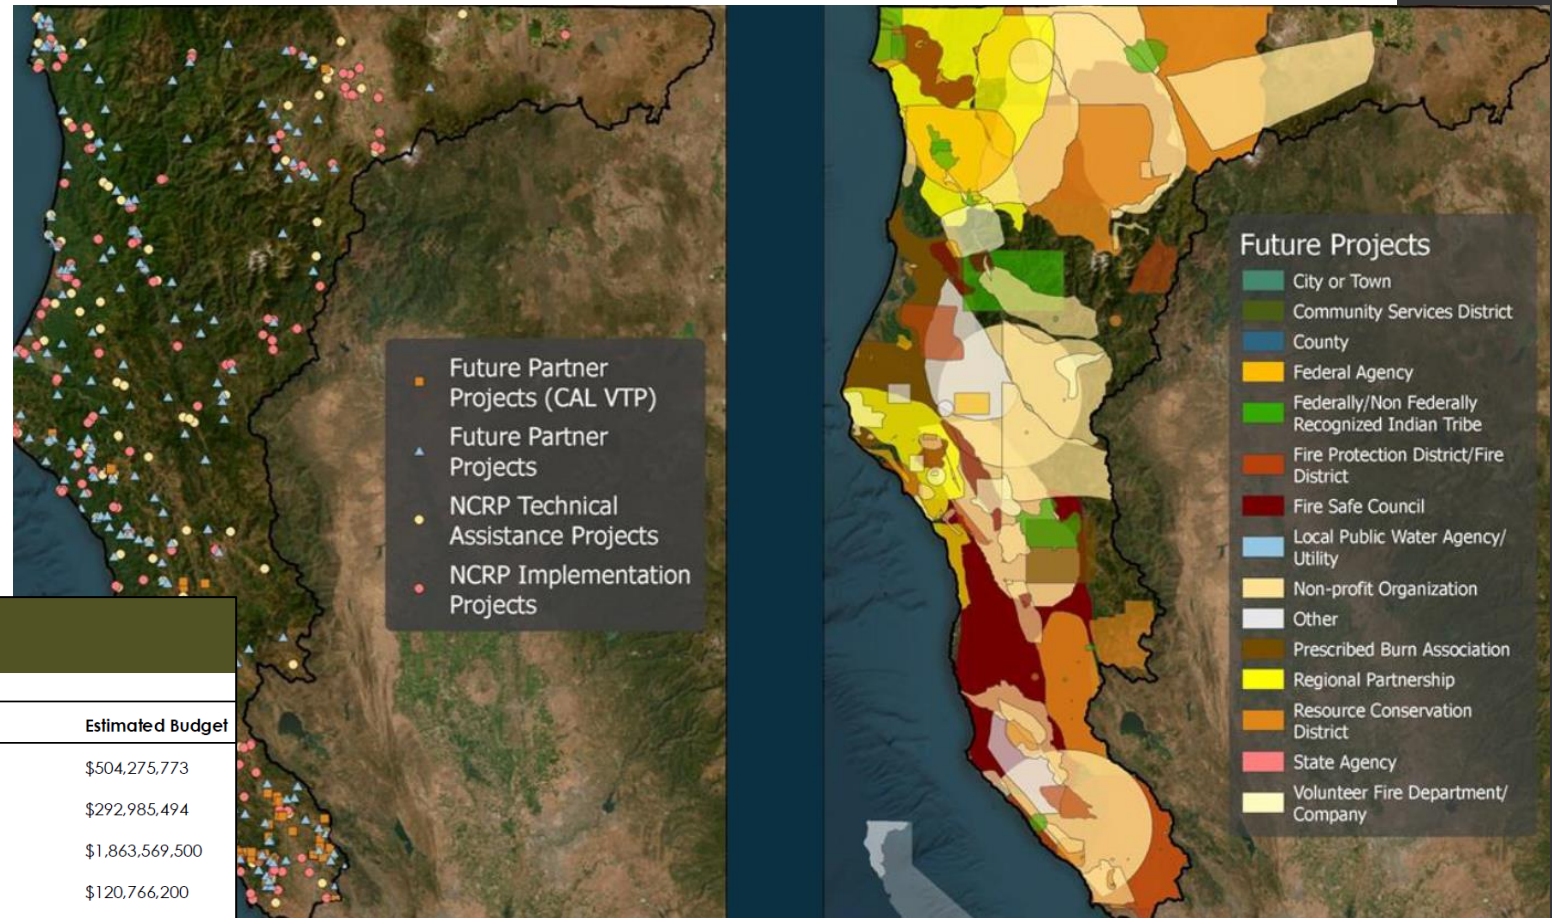 Future Partner
Projects (CAL VTP)
Future Partner
Projects
NCRP Technical
Assistance Projects
NCRP Implementation
Projects
Estimated Budget
$504,275,773
$292,985,494
$1,863,569,500
$120,766,200
Future Projects
City or Town
Community Services District
County
Federal Agency
Federally/Non Federally
Recognized Indian Tribe
Fire Protection District/Fire
District
Fire Safe Council
Local Public Water Agency/
Utility
Non-profit Organization
Other
Prescribed Burn Association
Regional Partnership
Resource Conservation
District
State Agency
Volunteer Fire Department/
Company